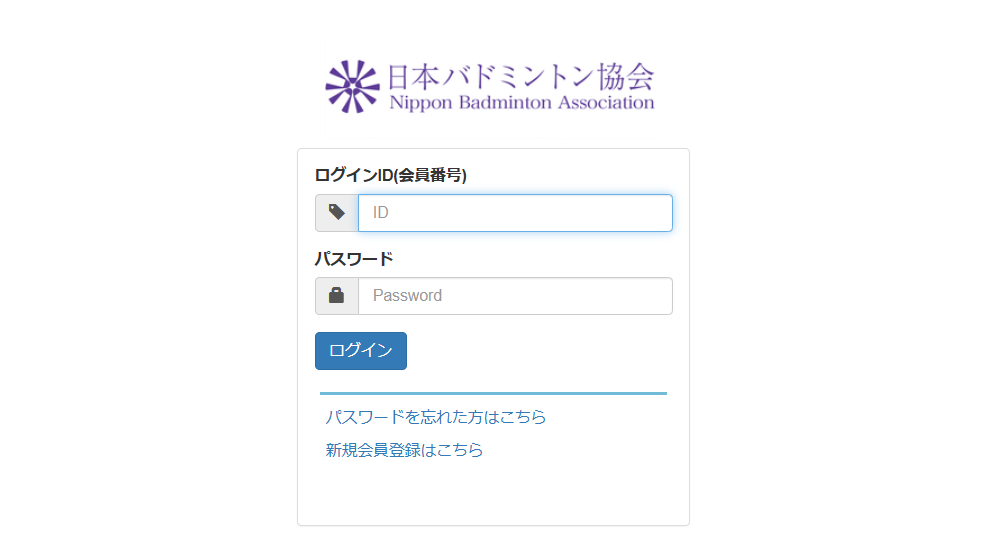 日本バドミントン協会
Nippon Badminton Association
ログインID(会員番号)
ID
パスワード
Password
ログイン
パスワードを忘れた方はこちら
新規会員登録はこちら